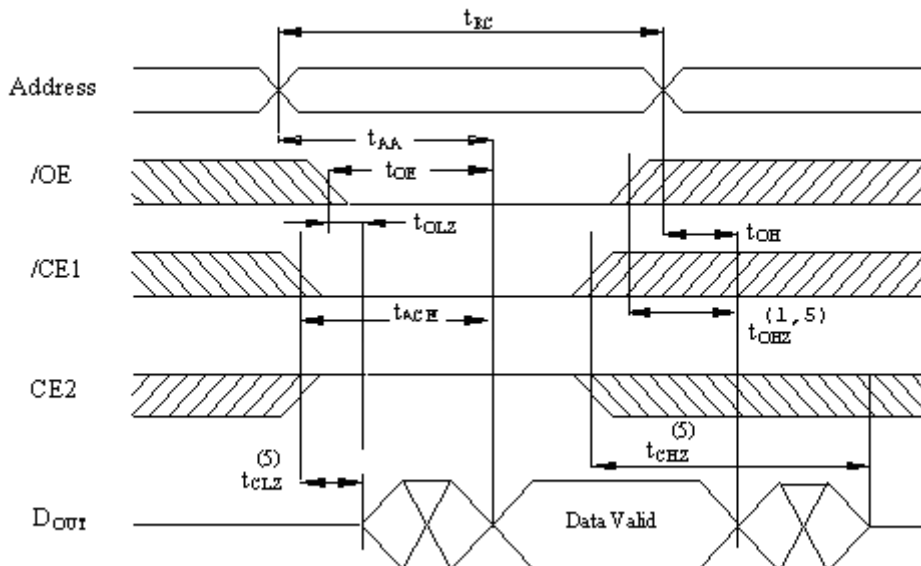 tRC
Address
tAA
/OE
tOE
tOLZ
tOH
/CE1
tACE
(1,5)
tOHZ
CE2
(5)
tCHZ
(5)
tCLZ
DOUT
Data Valid